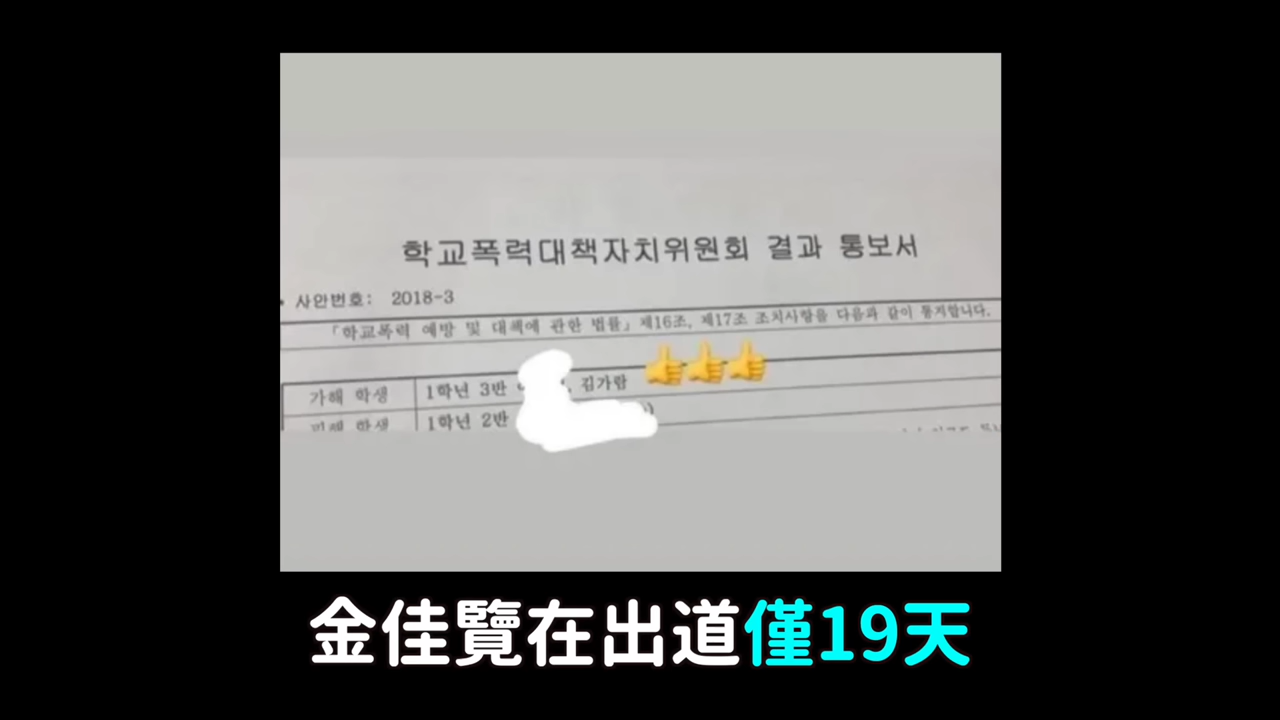 학교폭력대책자치위원회 결과 통보서
사안번호: 2018-3
「학교폭력 예방 및 대책에 관한 법률」제16조, 제17조 조치사항을 다음과 같이 통지합니다.
가해 학생 1학년 3반 김가람
피해 학생 1학년 2반
金佳覽在出道僅19天